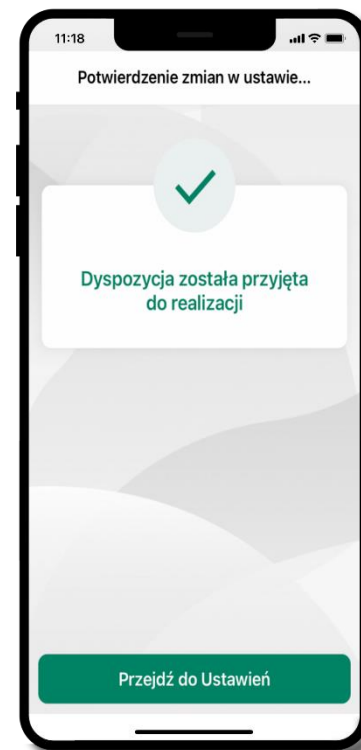 11:18
Potwierdzenie zmian w ustawie...
Dyspozycja została przyjęta
do realizacji
Przejdź do Ustawień